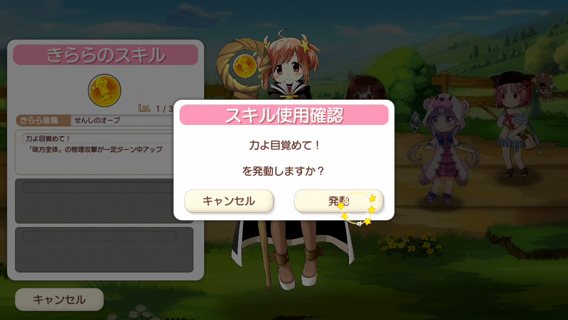 きららのスキル
Lv. 1 / 3
きらら装備 せんしのオーブ
力よ目覚めて！
「味方全体」の物理攻撃が一定ターン中アップ
スキル使用確認
力よ目覚めて！
を発動しますか？
キャンセル
発動
キャンセル